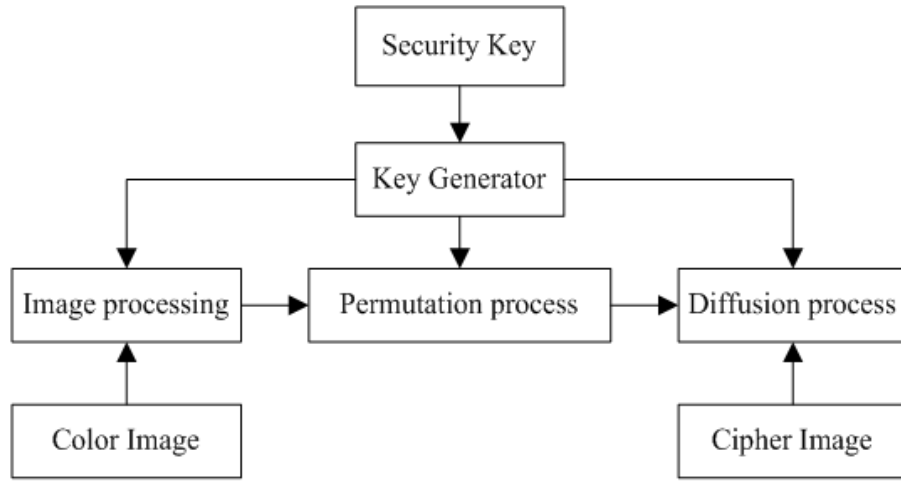 Security Key
Key Generator
Image processing
Permutation process
Diffusion process
Color Image
Cipher Image